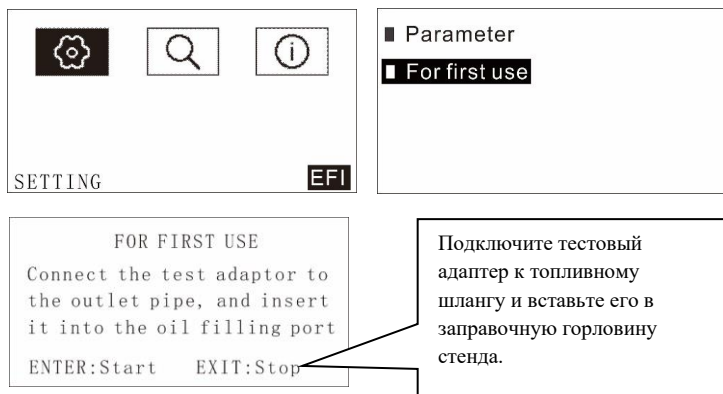 SETTING
EFI
Parameter
For first use
FOR FIRST USE
Connect the test adaptor to
the outlet pipe, and insert
it into the oil filling port
ENTER:Start EXIT:Stop
Подключите тестовый
адаптер к топливному
шлангу и вставьте его в
заправочную горловину
стенда.